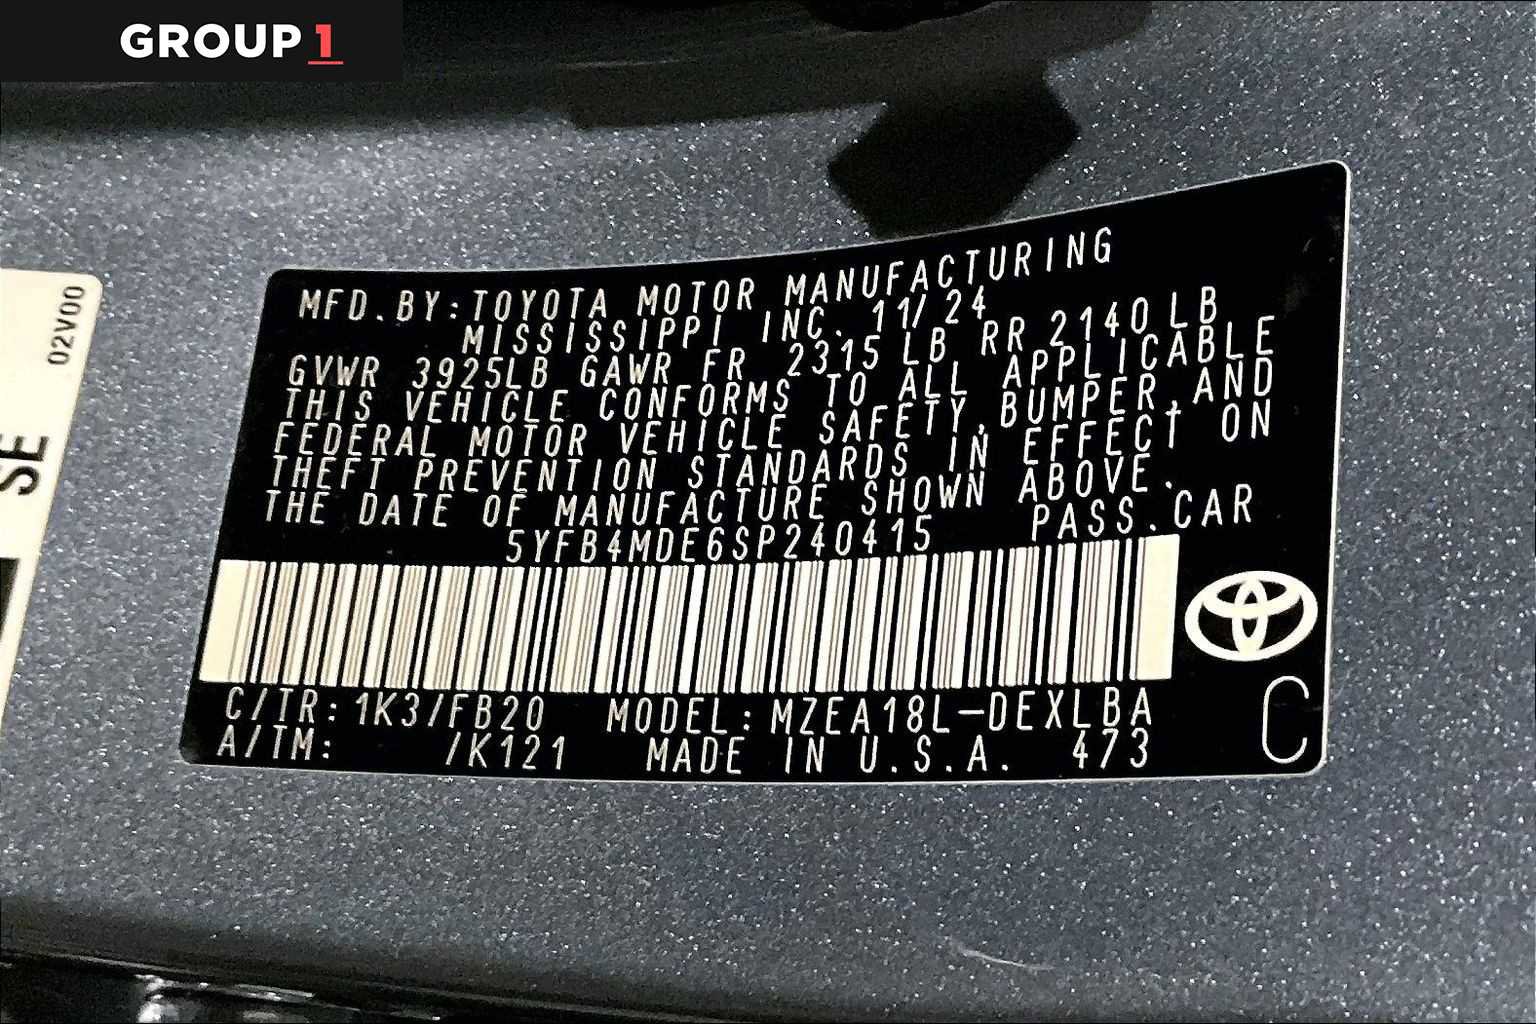 GROUP 1
02V00
SE
MFD.BY:TOYOTA MOTOR MANUFACTURING
MISSISSIPPI INC. 11/24
GVWR 3925LB GAWR FR 2315 LB RR 2140 LB
THIS VEHICLE CONFORMS TO ALL APPLICABLE
FEDERAL MOTOR VEHICLE SAFETY,BUMPER,AND
THEFT PREVENTION STANDARDS IN EFFECT ON
THE DATE OF MANUFACTURE SHOWN ABOVE.
5YFB4MDE6SP240415 PASS.CAR
C/TR:1K3/FB20 MODEL:MZEA18L-DEXLBA
A/TM: /K121 MADE IN U.S.A. 473
C